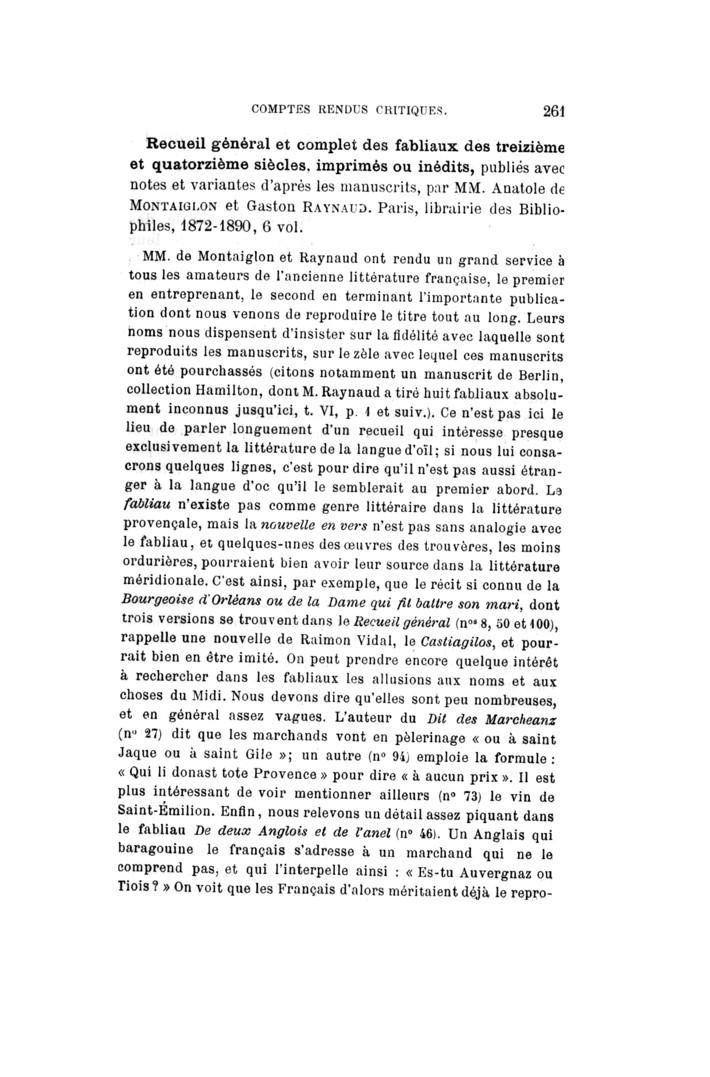 COMPTES RENDUS CRITIQUES. 261
Recueil général et complet des fabliaux des treizième
et quatorzième siècles, imprimés ou inédits, publiés avec
notes et variantes d'après les manuscrits, par MM. Anatole de
MONTAIGLON et Gaston RAYNAUD. Paris, librairie des Biblio-
philes, 1872-1890, 6 vol.
MM. de Montaiglon et Raynaud ont rendu un grand service à
tous les amateurs de l'ancienne littérature française, le premier
en entreprenant, le second en terminant l'importante publica-
tion dont nous venons de reproduire le titre tout au long. Leurs
noms nous dispensent d'insister sur la fidélité avec laquelle sont
reproduits les manuscrits, sur le zèle avec lequel ces manuscrits
ont été pourchassés (citons notamment un manuscrit de Berlin,
collection Hamilton, dont M. Raynaud a tiré huit fabliaux absolu-
ment inconnus jusqu'ici, t. VI, p. 1 et suiv.). Ce n'est pas ici le
lieu de parler longuement d'un recueil qui intéresse presque
exclusivement la littérature de la langue d'oïl; si nous lui consa-
crons quelques lignes, c'est pour dire qu'il n'est pas aussi étran-
ger à la langue d'oc qu'il le semblerait au premier abord. Le
fabliau n'existe pas comme genre littéraire dans la littérature
provençale, mais la nouvelle en vers n'est pas sans analogie avec
le fabliau, et quelques-unes des œuvres des trouvères, les moins
ordurières, pourraient bien avoir leur source dans la littérature
méridionale. C'est ainsi, par exemple, que le récit si connu de la
Bourgeoise d'Orléans ou de la Dame qui fit battre son mari, dont
trois versions se trouvent dans le Recueil général (nos 8, 50 et 100),
rappelle une nouvelle de Raimon Vidal, le Castiagilos, et pour-
rait bien en être imité. On peut prendre encore quelque intérêt
à rechercher dans les fabliaux les allusions aux noms et aux
choses du Midi. Nous devons dire qu'elles sont peu nombreuses,
et en général assez vagues. L'auteur du Dit des Marcheanz
(nº 27) dit que les marchands vont en pèlerinage « ou à saint
Jaque ou à saint Gile »; un autre (nº 94) emploie la formule :
« Qui li donast tote Provence » pour dire « à aucun prix ». Il est
plus intéressant de voir mentionner ailleurs (nº 73) le vin de
Saint-Émilion. Enfin, nous relevons un détail assez piquant dans
le fabliau De deux Anglois et de l'anel (nº 46). Un Anglais qui
baragouine le français s'adresse à un marchand qui ne le
comprend pas, et qui l'interpelle ainsi : « Es-tu Auvergnaz ou
Tiois ? » On voit que les Français d'alors méritaient déjà le repro-